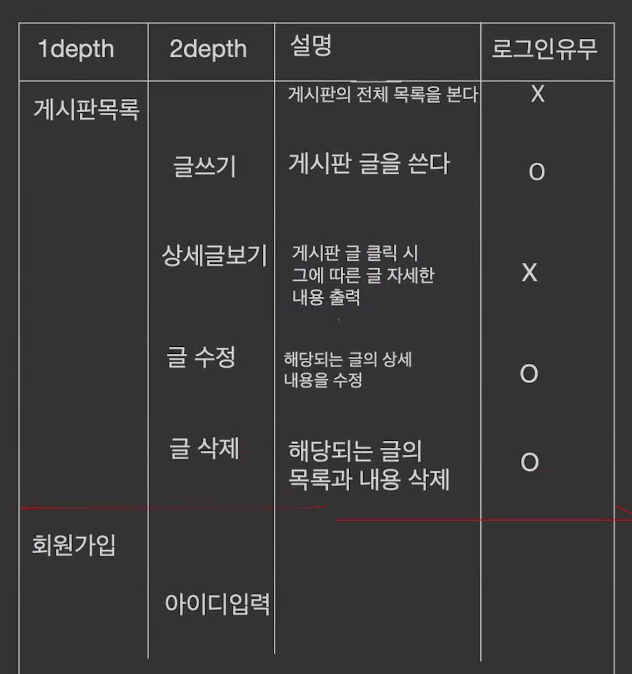 1depth 2depth 설명 로그인유무
게시판목록 게시판의 전체 목록을 본다 X
글쓰기 게시판 글을 쓴다 O
상세글보기 게시판 글 클릭 시
그에 따른 글 자세한 X
내용 출력
글 수정 해당되는 글의 상세
내용을 수정 O
글 삭제 해당되는 글의 O
목록과 내용 삭제
회원가입
아이디입력